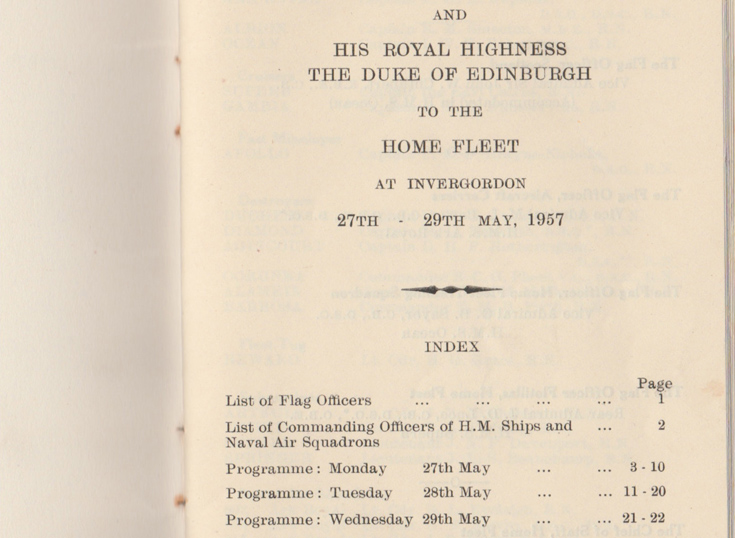 AND
HIS ROYAL HIGHNESS
THE DUKE OF EDINBURGH
TO THE
HOME FLEET
AT INVERGORDON
27TH - 29TH MAY, 1957
INDEX
Page
List of Flag Officers ... ... ... ... 1
List of Commanding Officers of H.M. Ships and ... 2
Naval Air Squadrons
Programme: Monday 27th May ... ... 3 - 10
Programme: Tuesday 28th May ... ... 11 - 20
Programme: Wednesday 29th May ... ... 21 - 22